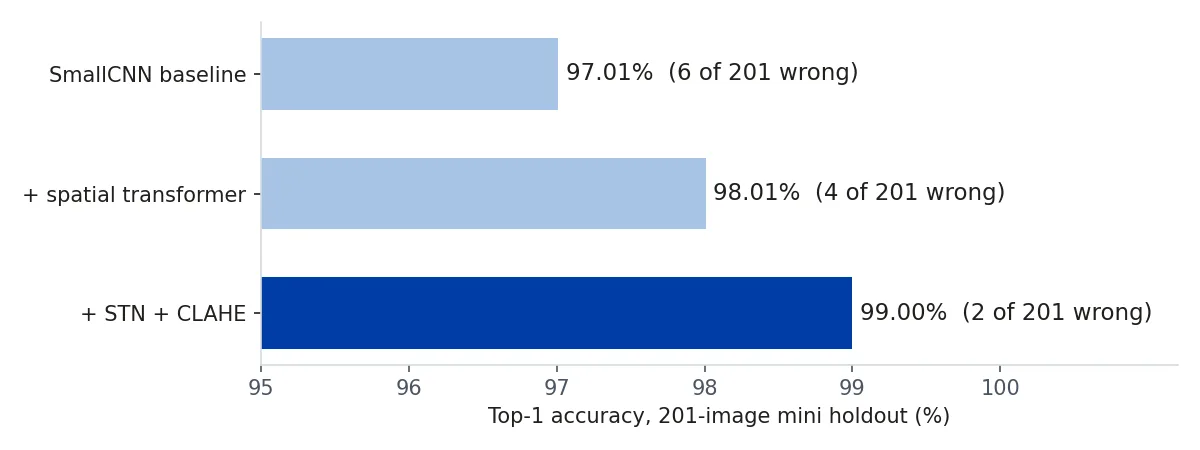 SmallCNN baseline
97.01%  (6 of 201 wrong)
+ spatial transformer
98.01%  (4 of 201 wrong)
+ STN + CLAHE
99.00%  (2 of 201 wrong)
95 96 97 98 99 100
Top-1 accuracy, 201-image mini holdout (%)